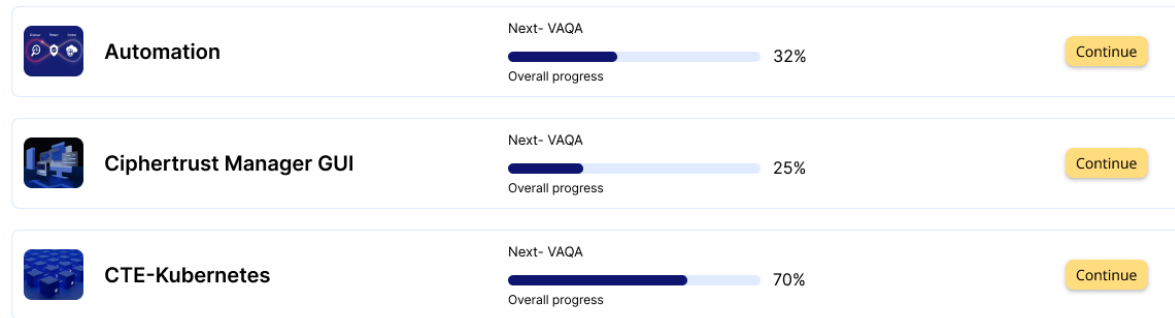 Next- VAQA
Automation
32%
Continue
Overall progress
Next- VAQA
Ciphertrust Manager GUI
25%
Continue
Overall progress
Next- VAQA
CTE-Kubernetes
70%
Continue
Overall progress